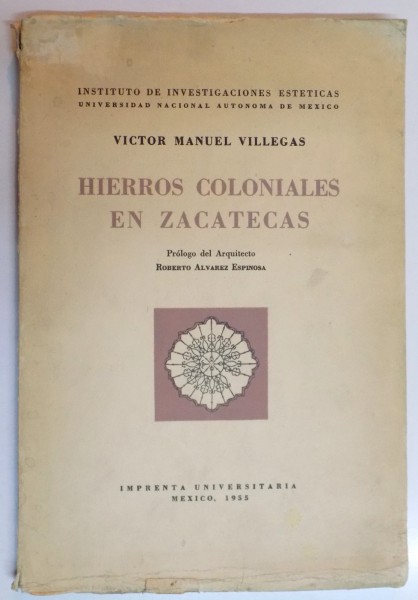 INSTITUTO DE INVESTIGACIONES ESTETICAS
UNIVERSIDAD NACIONAL AUTONOMA DE MEXICO
VICTOR MANUEL VILLEGAS
HIERROS COLONIALES
EN ZACATECAS
Prólogo del Arquitecto
ROBERTO ALVAREZ ESPINOSA
IMPRENTA UNIVERSITARIA
MEXICO, 1955